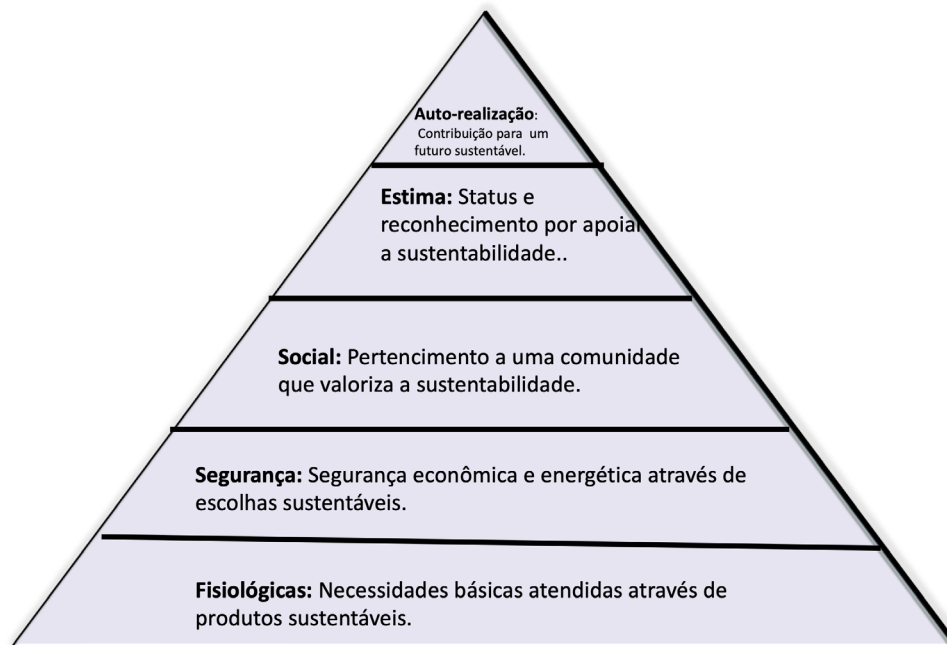 Auto-realização:
Contribuição para um
futuro sustentável.
Estima: Status e
reconhecimento por apoiar
a sustentabilidade..
Social: Pertencimento a uma comunidade
que valoriza a sustentabilidade.
Segurança: Segurança econômica e energética através de
escolhas sustentáveis.
Fisiológicas: Necessidades básicas atendidas através de
produtos sustentáveis.